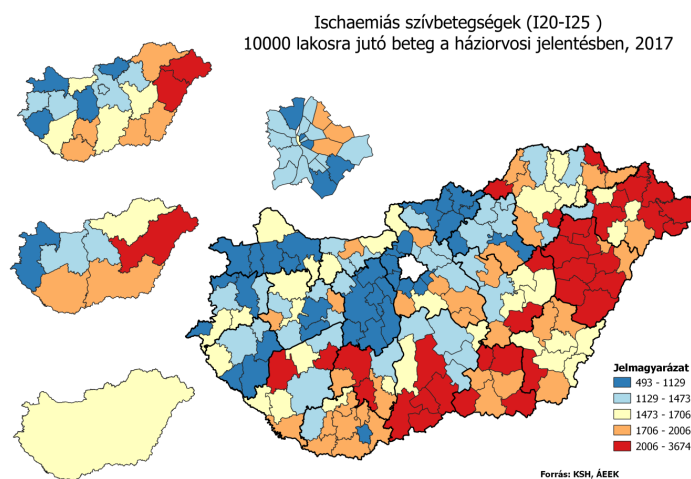 Ischaemiás szívbetegségek (I20-I25 )
10000 lakosra jutó beteg a háziorvosi jelentésben, 2017
Jelmagyarázat
493 - 1129
1129 - 1473
1473 - 1706
1706 - 2006
2006 - 3674
Forrás: KSH, ÁEEK